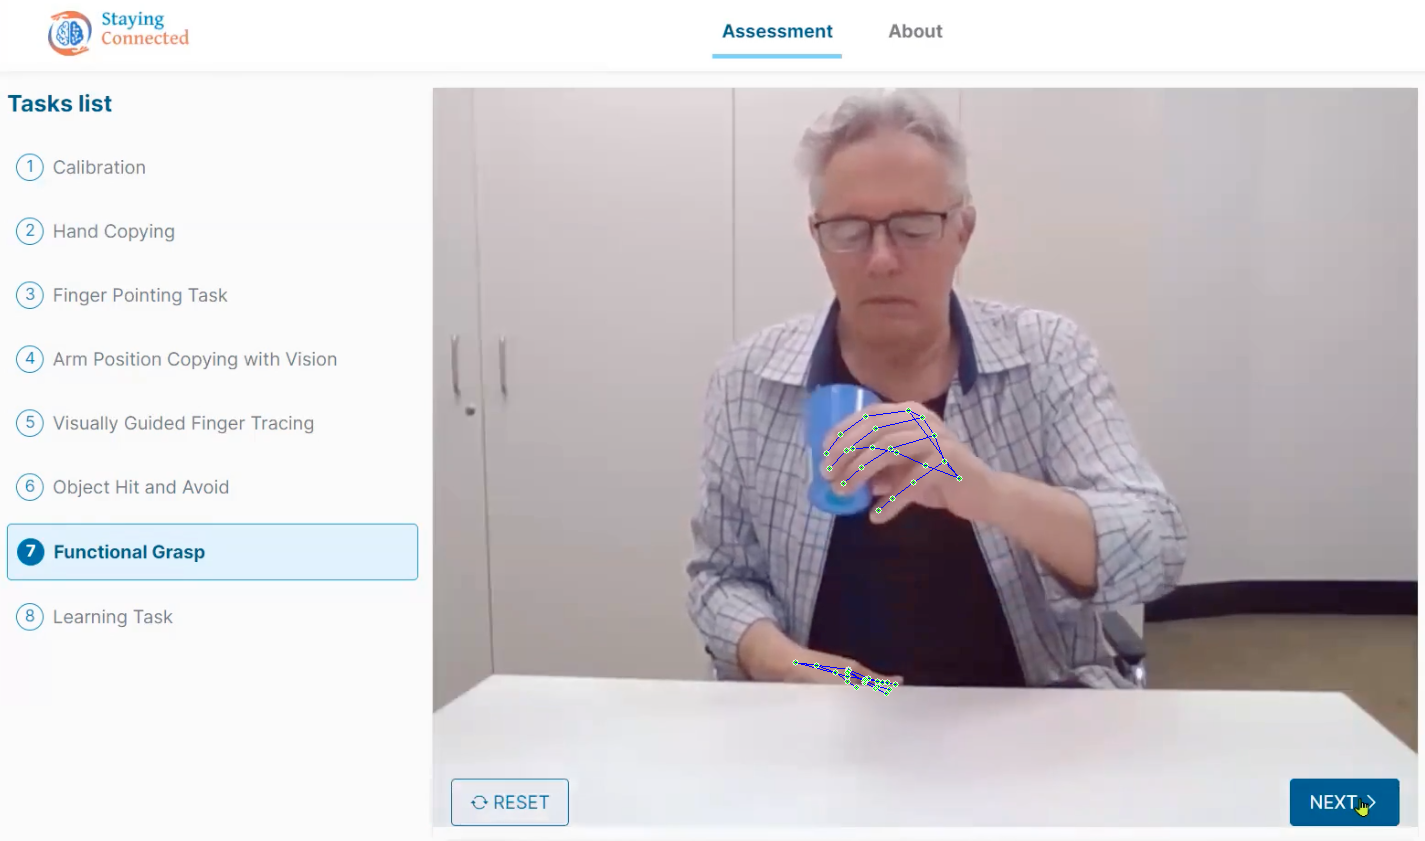 Staying
Connected
Assessment
About
Tasks list
1 Calibration
2 Hand Copying
3 Finger Pointing Task
4 Arm Position Copying with Vision
5 Visually Guided Finger Tracing
6 Object Hit and Avoid
7 Functional Grasp
8 Learning Task
RESET
NEXT